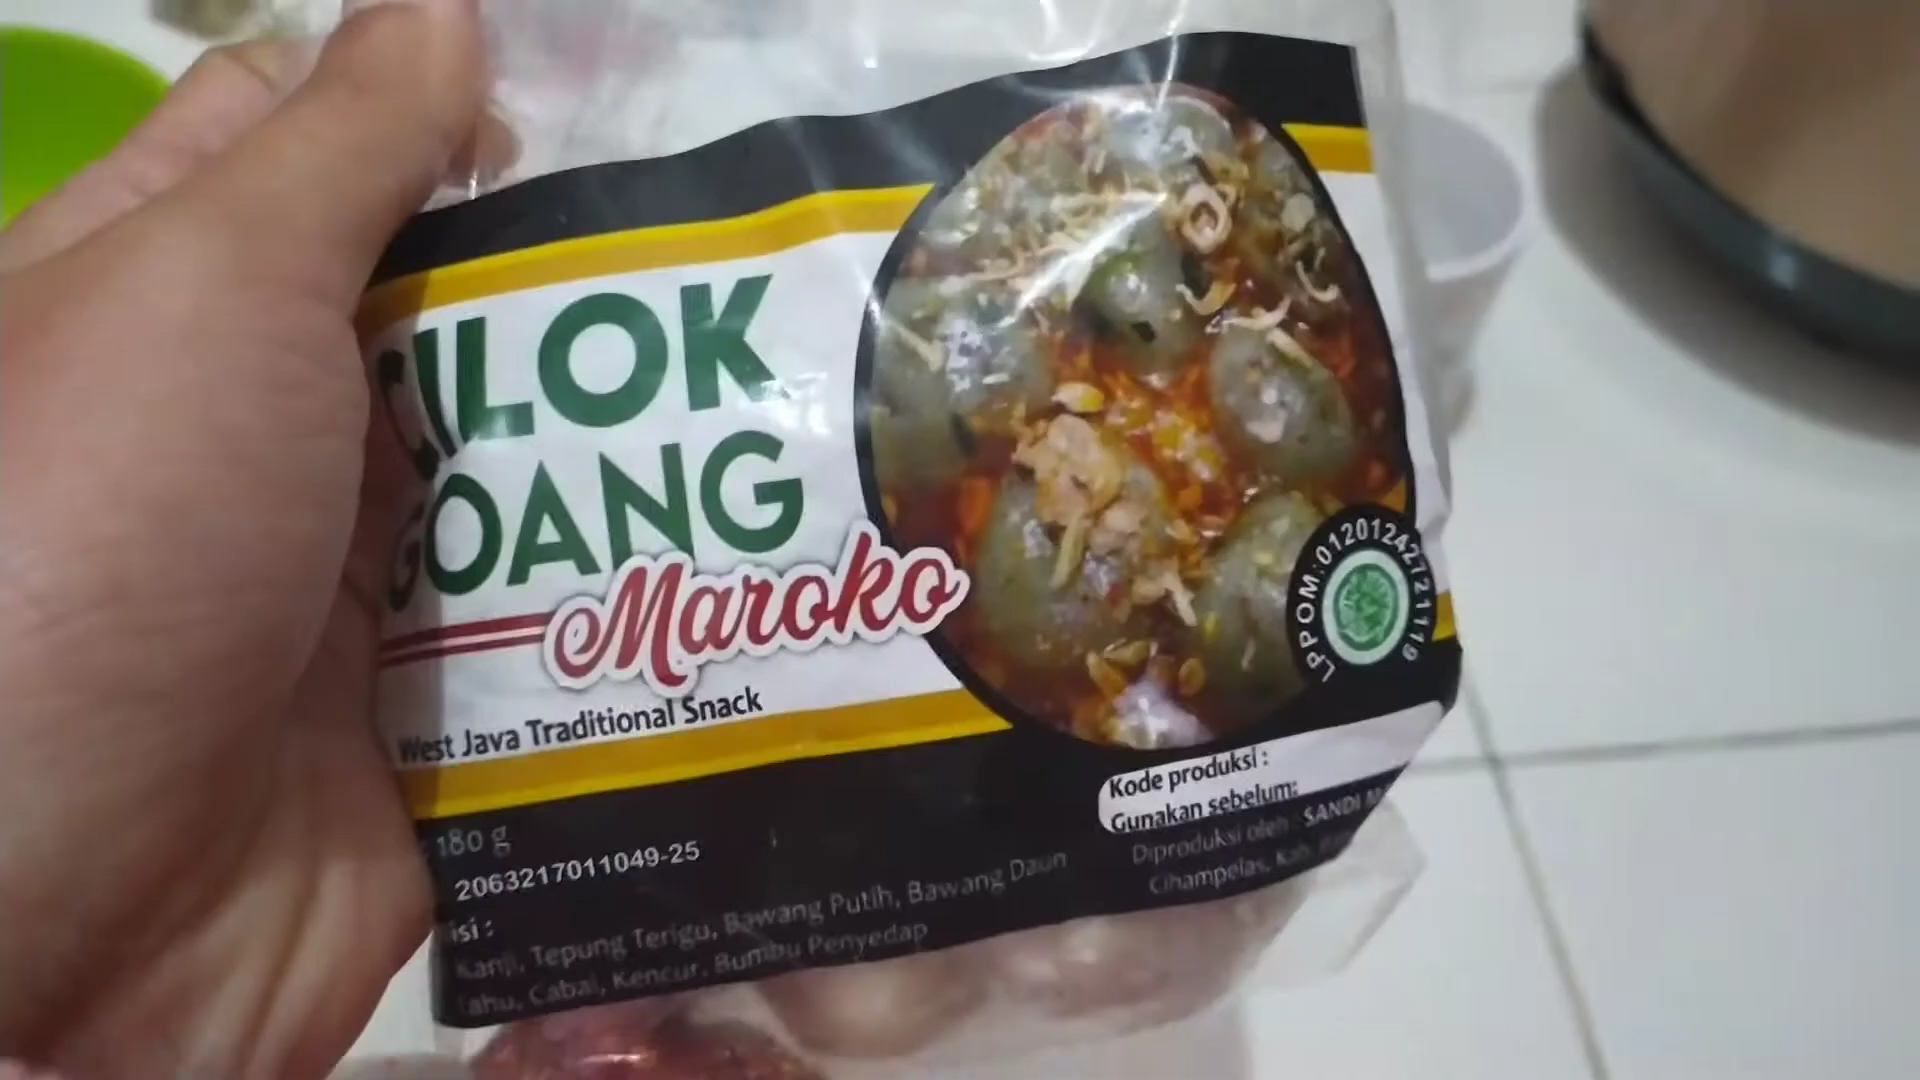 CILOK
GOANG
Maroko
West Java Traditional Snack
LPPOM:01201242721119
Kode produksi :
Gunakan sebelum:
Diproduksi oleh : SANDI
Cihampelas, Kab.
180 g
2063217011049-25
isi :
Kanji, Tepung Terigu, Bawang Putih, Bawang Daun
Tahu, Cabai, Kencur, Bumbu Penyedap